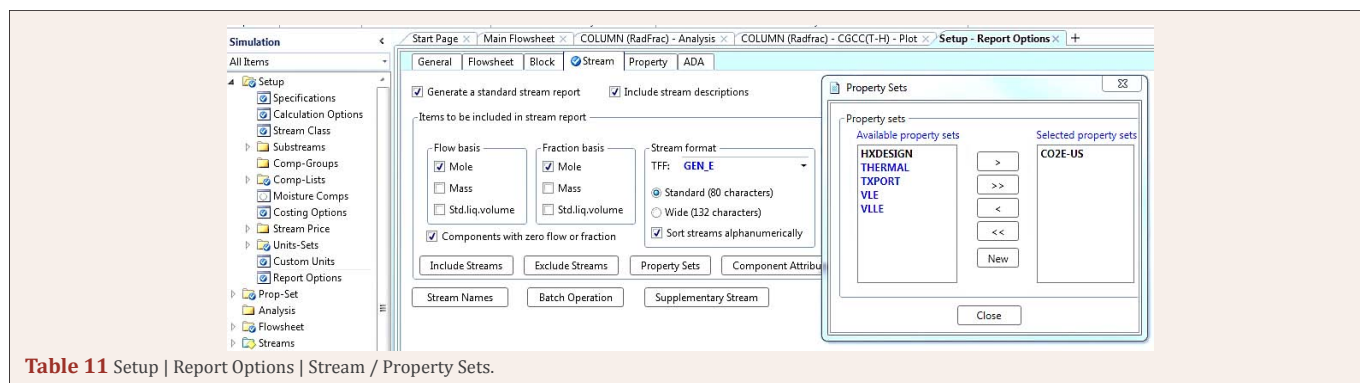 Simulation
All Items
Setup
Specifications
Calculation Options
Stream Class
Substreams
Comp-Groups
Comp-Lists
Moisture Comps
Costing Options
Stream Price
Units-Sets
Custom Units
Report Options
Prop-Set
Analysis
Flowsheet
Streams
Start Page Main Flowsheet COLUMN (RadFrac) - Analysis COLUMN (Radfrac) - CGCC(T-H) - Plot Setup - Report Options +
General Flowsheet Block Stream Property ADA
Generate a standard stream report Include stream descriptions
Items to be included in stream report
Flow basis
Mole
Mass
Std.liq.volume
Fraction basis
Mole
Mass
Std.liq.volume
Stream format
TFF: GEN_E
Standard (80 characters)
Wide (132 characters)
Sort streams alphanumerically
Components with zero flow or fraction
Include Streams Exclude Streams Property Sets Component Attribu
Stream Names Batch Operation Supplementary Stream
Property Sets
Property sets
Available property sets
HXDESIGN
THERMAL
TXPORT
VLE
VLLE
>
>>
<
<<
New
Selected property sets
CO2E-US
Close
Table 11 Setup | Report Options | Stream / Property Sets.